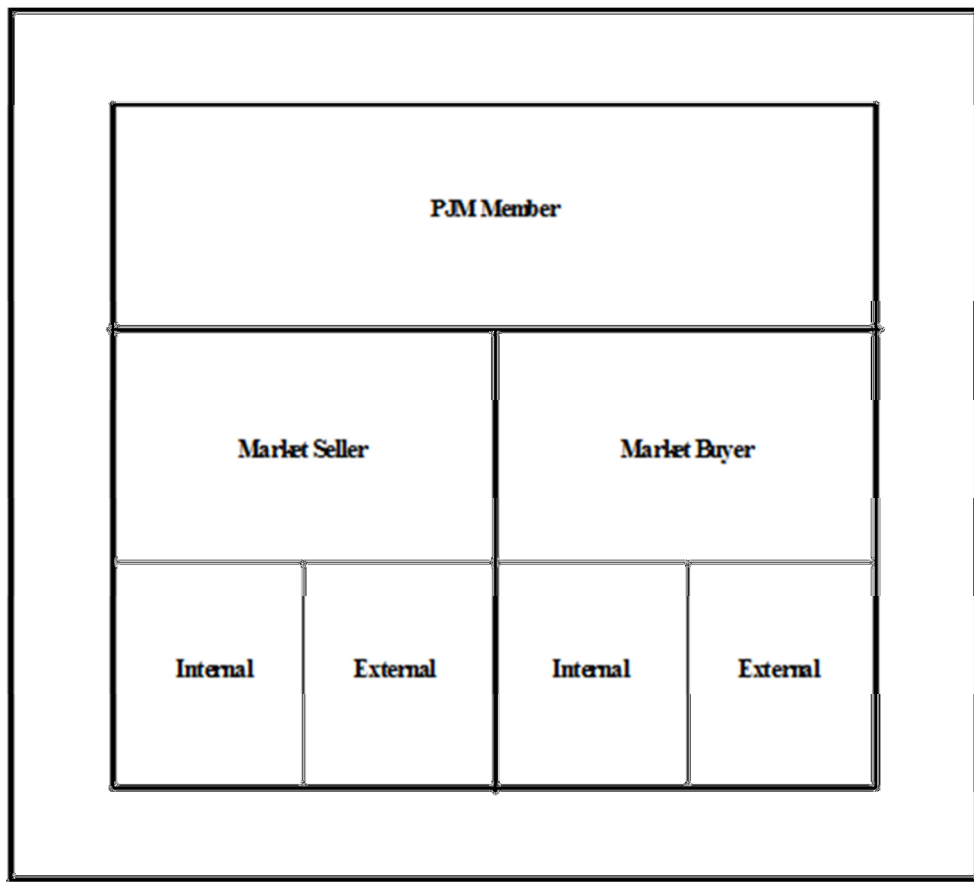 PJM Member
Market Seller
Market Buyer
Internal
External
Internal
External